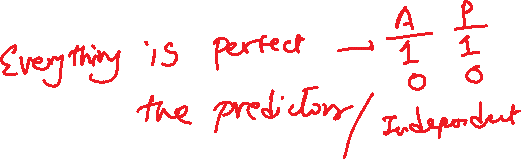 A P
Everything is perfect → 1 1
0 0
the predictors / Independent